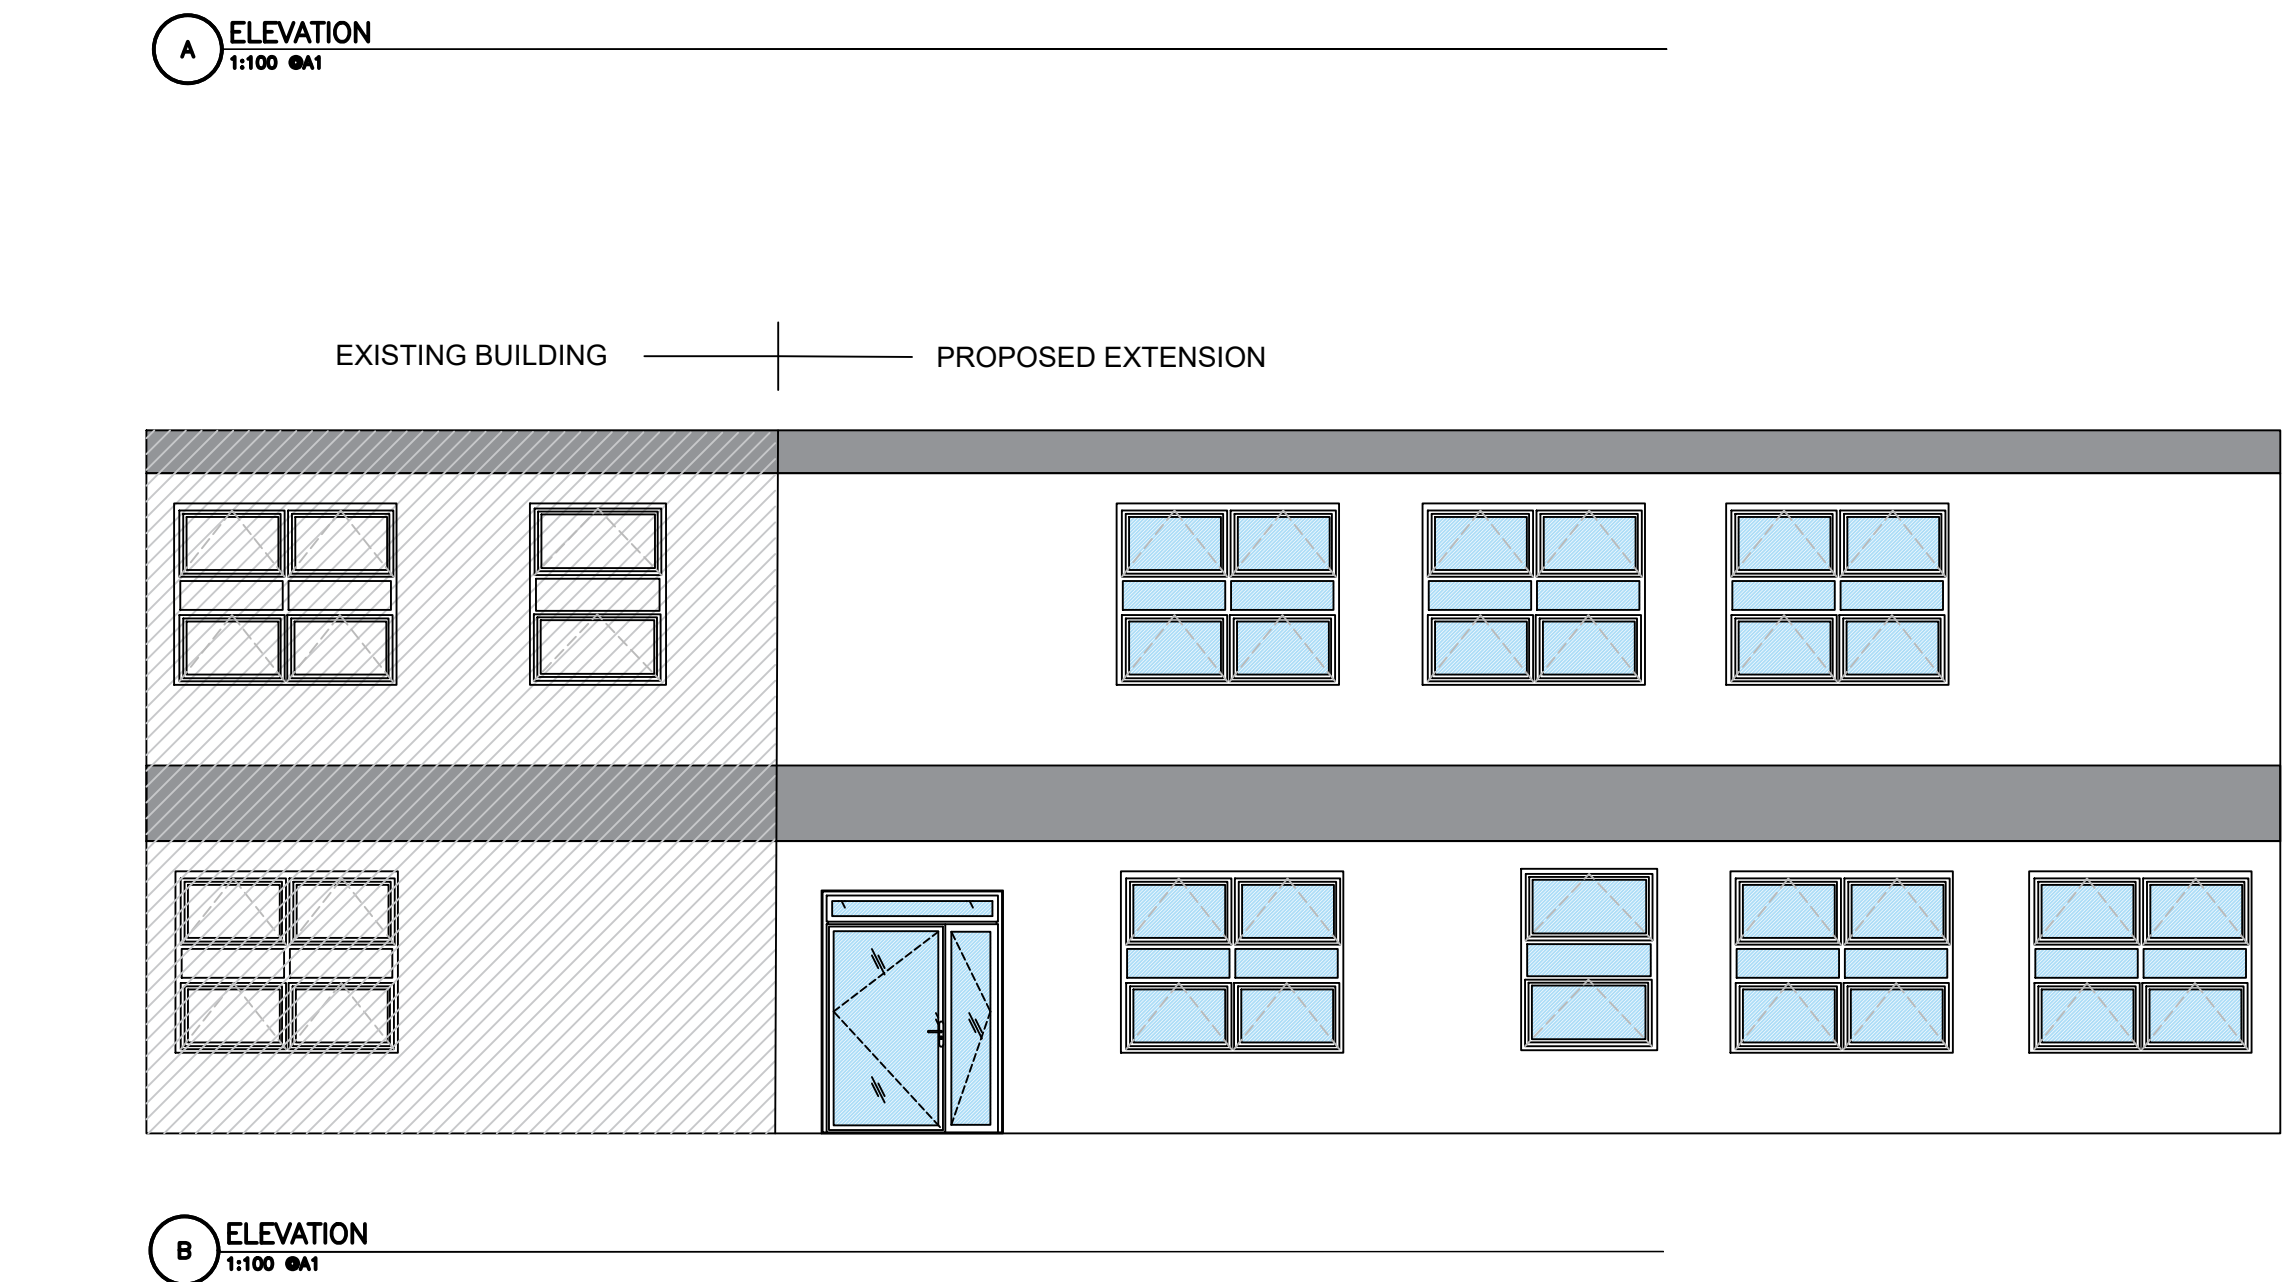 A
ELEVATION
1:100 @A1
EXISTING BUILDING
PROPOSED EXTENSION
B
ELEVATION
1:100 @A1